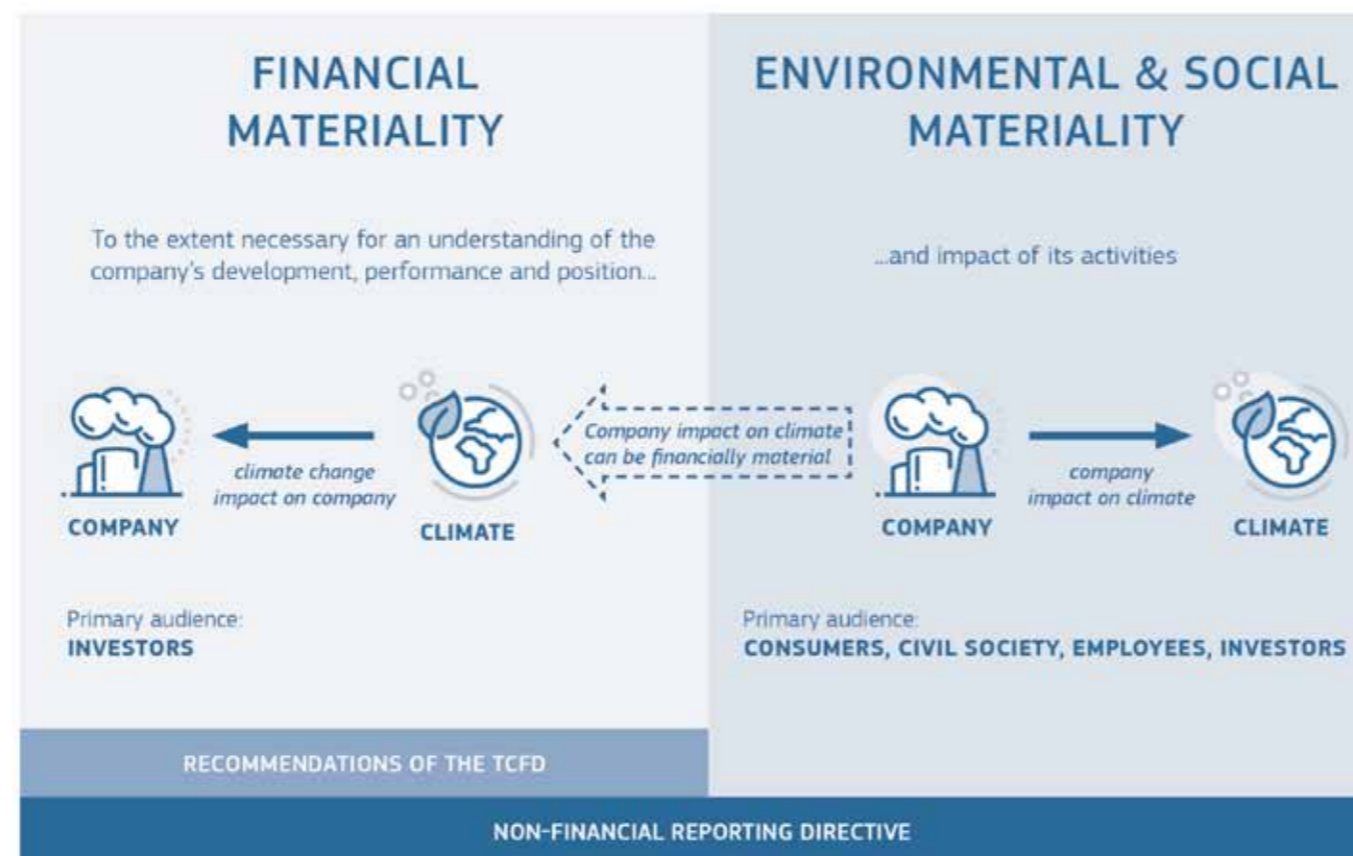 FINANCIAL
MATERIALITY
To the extent necessary for an understanding of the
company's development, performance and position...
climate change
impact on company
COMPANY
CLIMATE
Primary audience:
INVESTORS
RECOMMENDATIONS OF THE TCFD
Company impact on climate
can be financially material
ENVIRONMENTAL & SOCIAL
MATERIALITY
...and impact of its activities
company
impact on climate
COMPANY
CLIMATE
Primary audience:
CONSUMERS, CIVIL SOCIETY, EMPLOYEES, INVESTORS
NON-FINANCIAL REPORTING DIRECTIVE